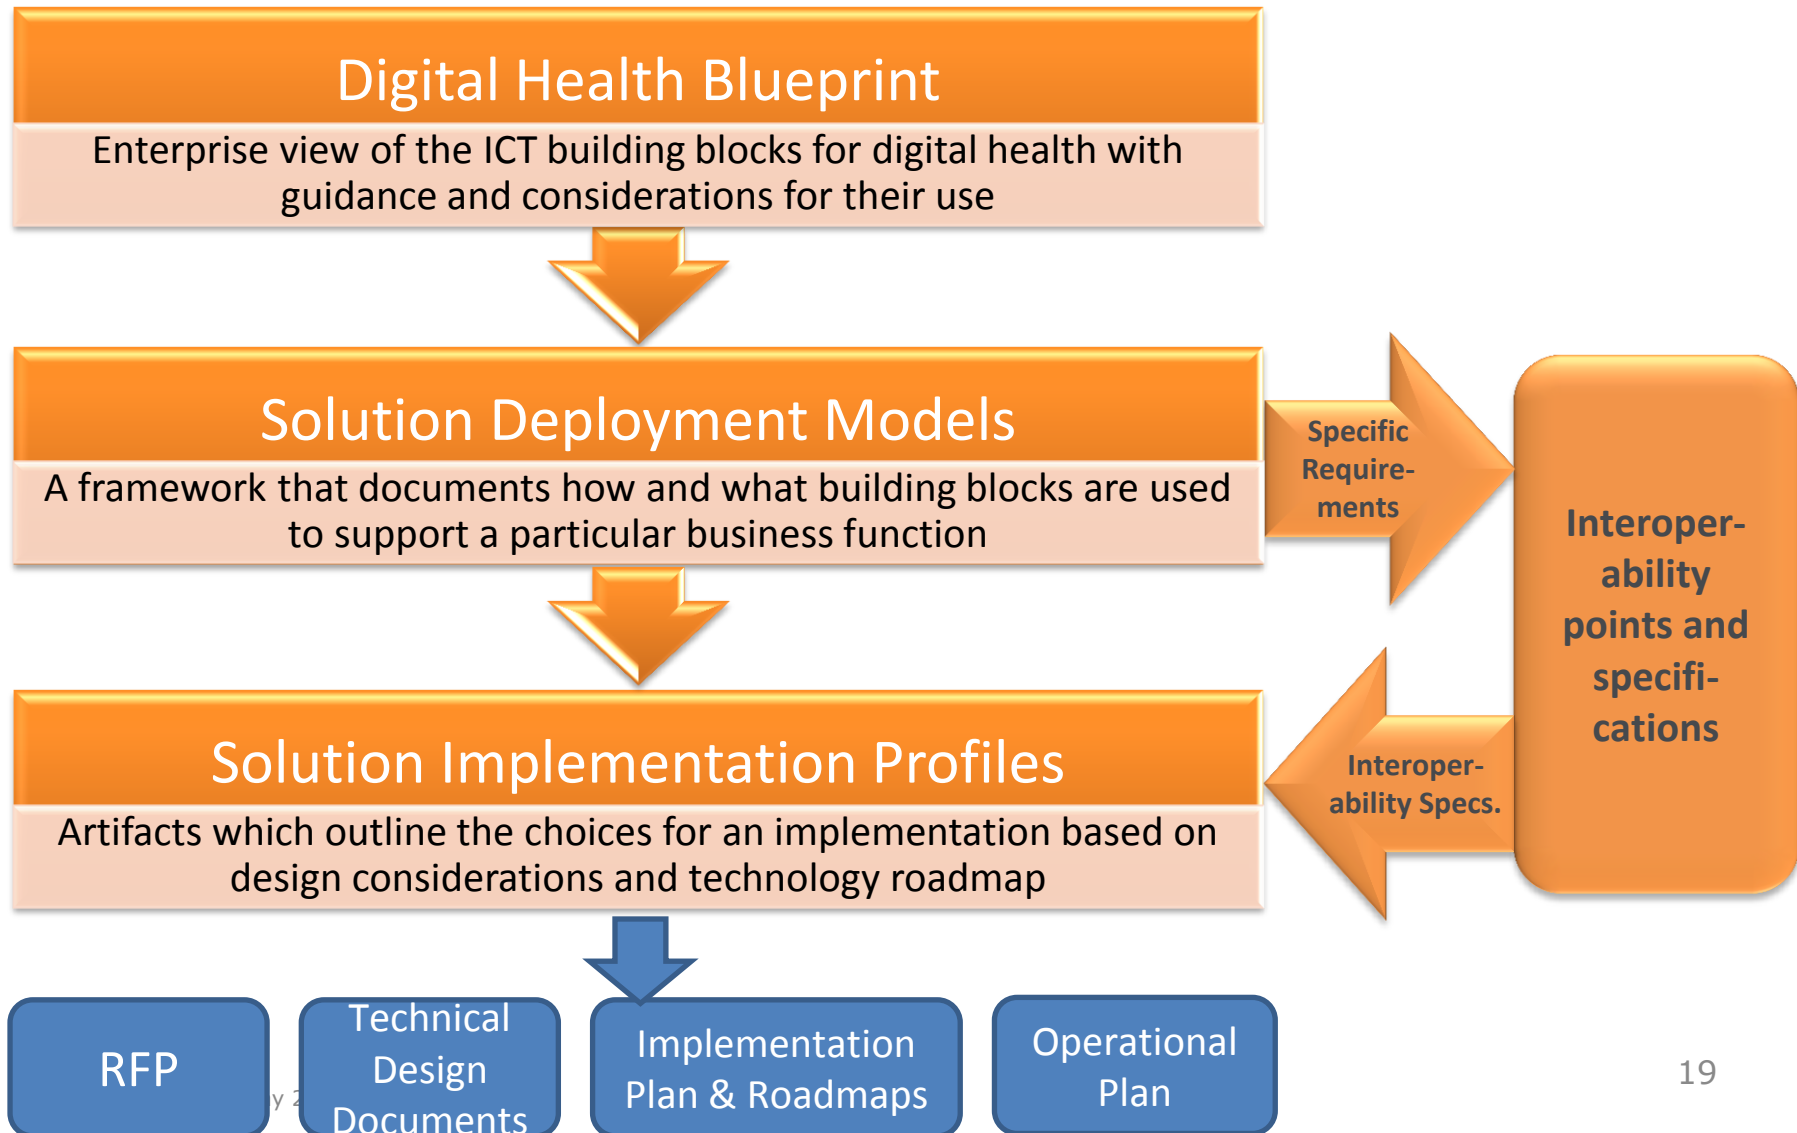 Digital Health Blueprint
Enterprise view of the ICT building blocks for digital health with
guidance and considerations for their use
Solution Deployment Models
A framework that documents how and what building blocks are used
to support a particular business function
Specific
Require-
ments
Interoper-
ability
points and
specifi-
cations
Solution Implementation Profiles
Artifacts which outline the choices for an implementation based on
design considerations and technology roadmap
Interoper-
ability Specs.
RFP
Technical
Design
Documents
Implementation
Plan & Roadmaps
Operational
Plan
19